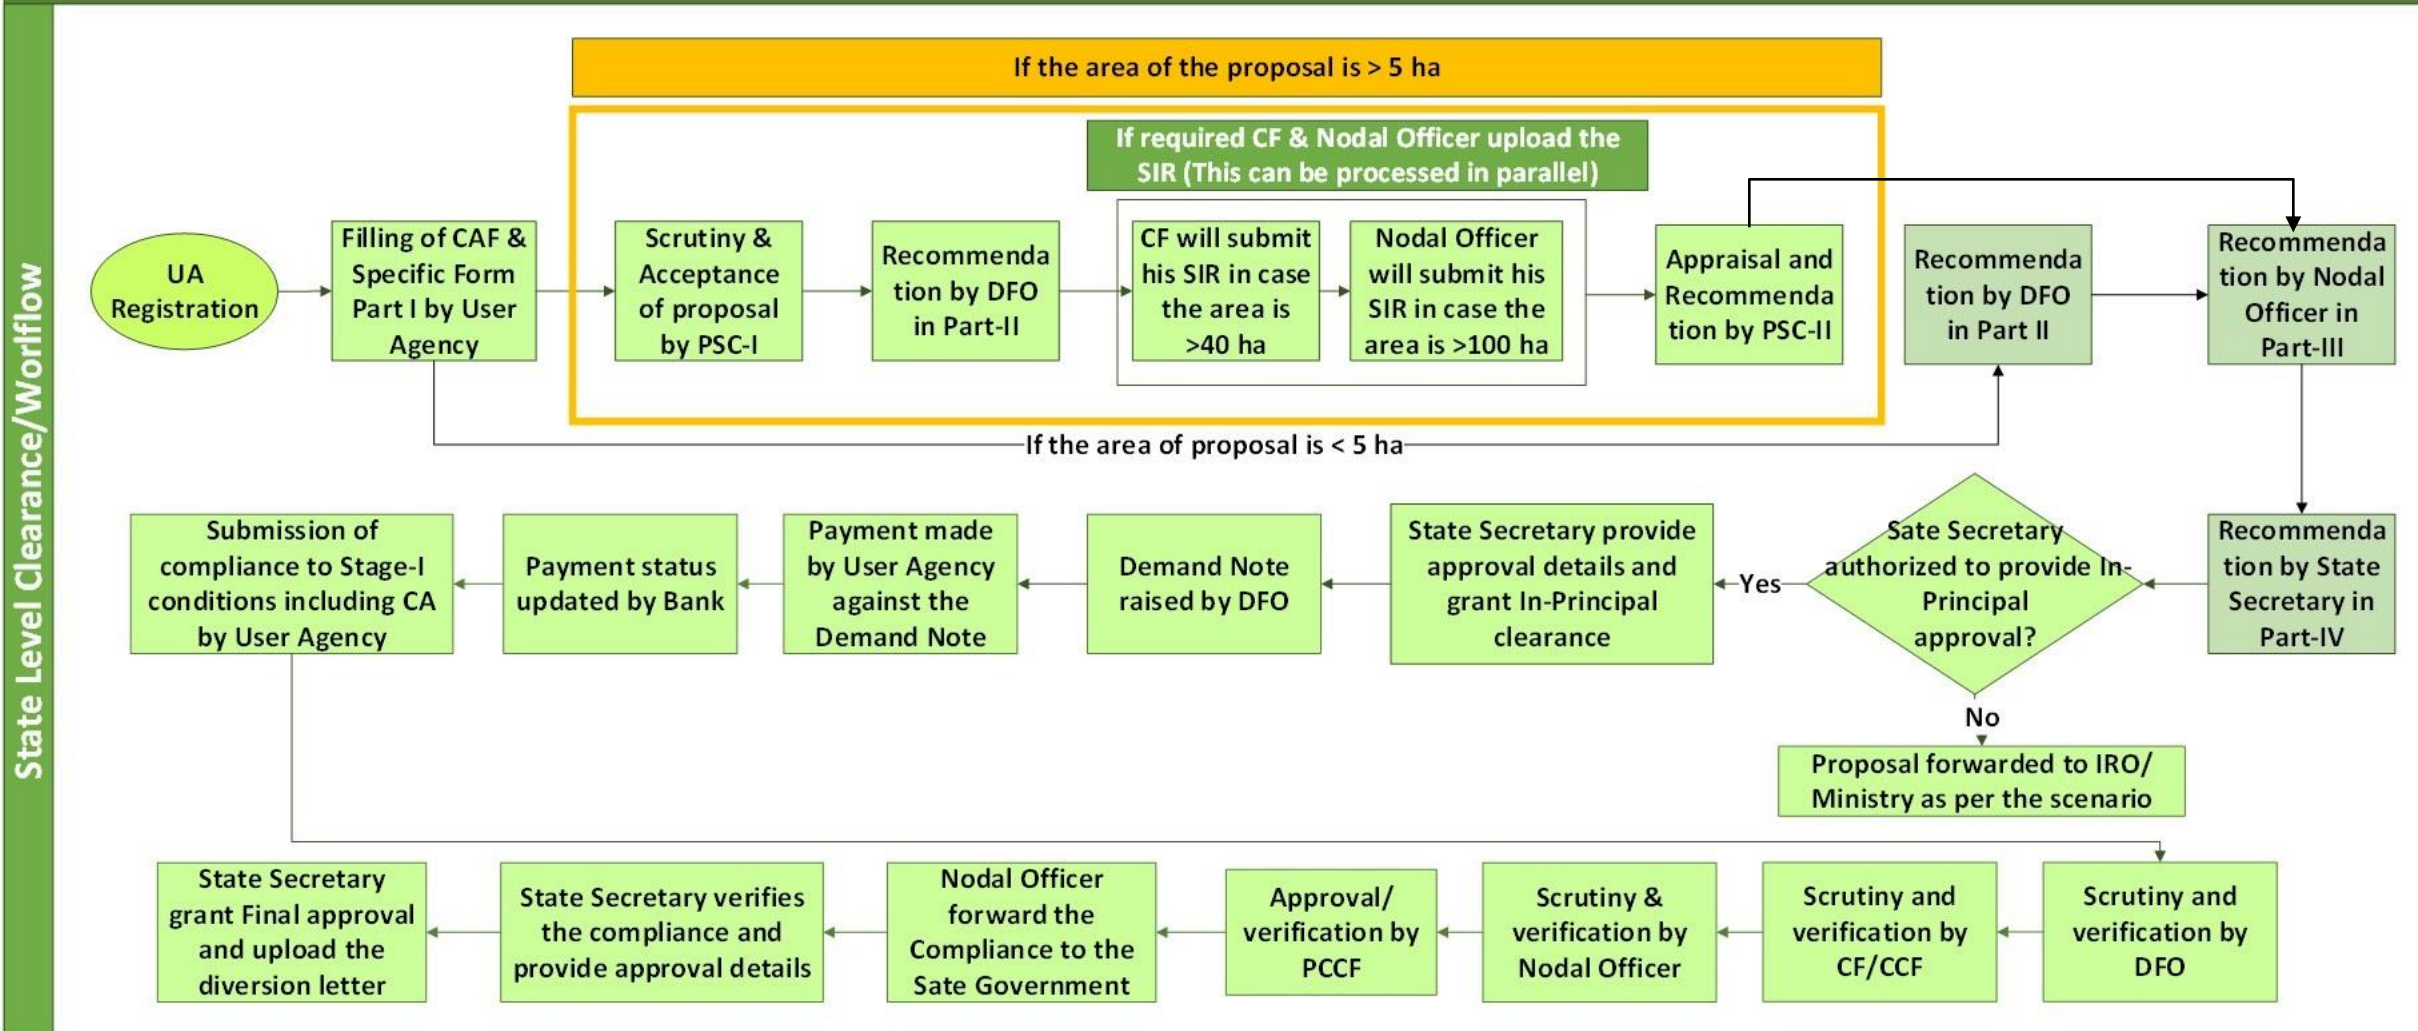 State Level Clearance/Worlflow
If the area of the proposal is > 5 ha
If required CF & Nodal Officer upload the
SIR (This can be processed in parallel)
UA
Registration
Filling of CAF &
Specific Form
Part I by User
Agency
Scrutiny &
Acceptance
of proposal
by PSC-I
Recommenda
tion by DFO
in Part-II
CF will submit
his SIR in case
the area is
>40 ha
Nodal Officer
will submit his
SIR in case the
area is >100 ha
Appraisal and
Recommenda
tion by PSC-II
Recommenda
tion by DFO
in Part II
Recommenda
tion by Nodal
Officer in
Part-III
If the area of proposal is < 5 ha
Submission of
compliance to Stage-I
conditions including CA
by User Agency
Payment status
updated by Bank
Payment made
by User Agency
against the
Demand Note
Demand Note
raised by DFO
State Secretary provide
approval details and
grant In-Principal
clearance
Yes
Sate Secretary
authorized to provide In-
Principal
approval?
Recommenda
tion by State
Secretary in
Part-IV
No
Proposal forwarded to IRO/
Ministry as per the scenario
State Secretary
grant Final approval
and upload the
diversion letter
State Secretary verifies
the compliance and
provide approval details
Nodal Officer
forward the
Compliance to the
Sate Government
Approval/
verification by
PCCF
Scrutiny &
verification by
Nodal Officer
Scrutiny and
verification by
CF/CCF
Scrutiny and
verification by
DFO